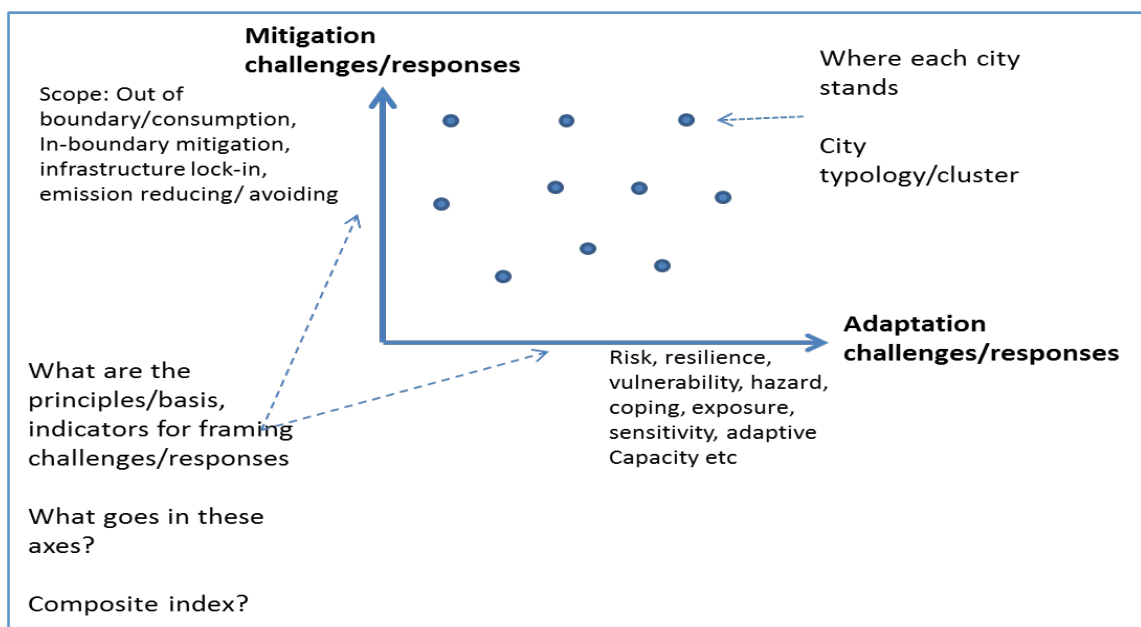 Mitigation
challenges/responses
Scope: Out of
boundary/consumption,
In-boundary mitigation,
infrastructure lock-in,
emission reducing/ avoiding
Where each city
stands
City
typology/cluster
Adaptation
challenges/responses
Risk, resilience,
vulnerability, hazard,
coping, exposure,
sensitivity, adaptive
Capacity etc
What are the
principles/basis,
indicators for framing
challenges/responses
What goes in these
axes?
Composite index?